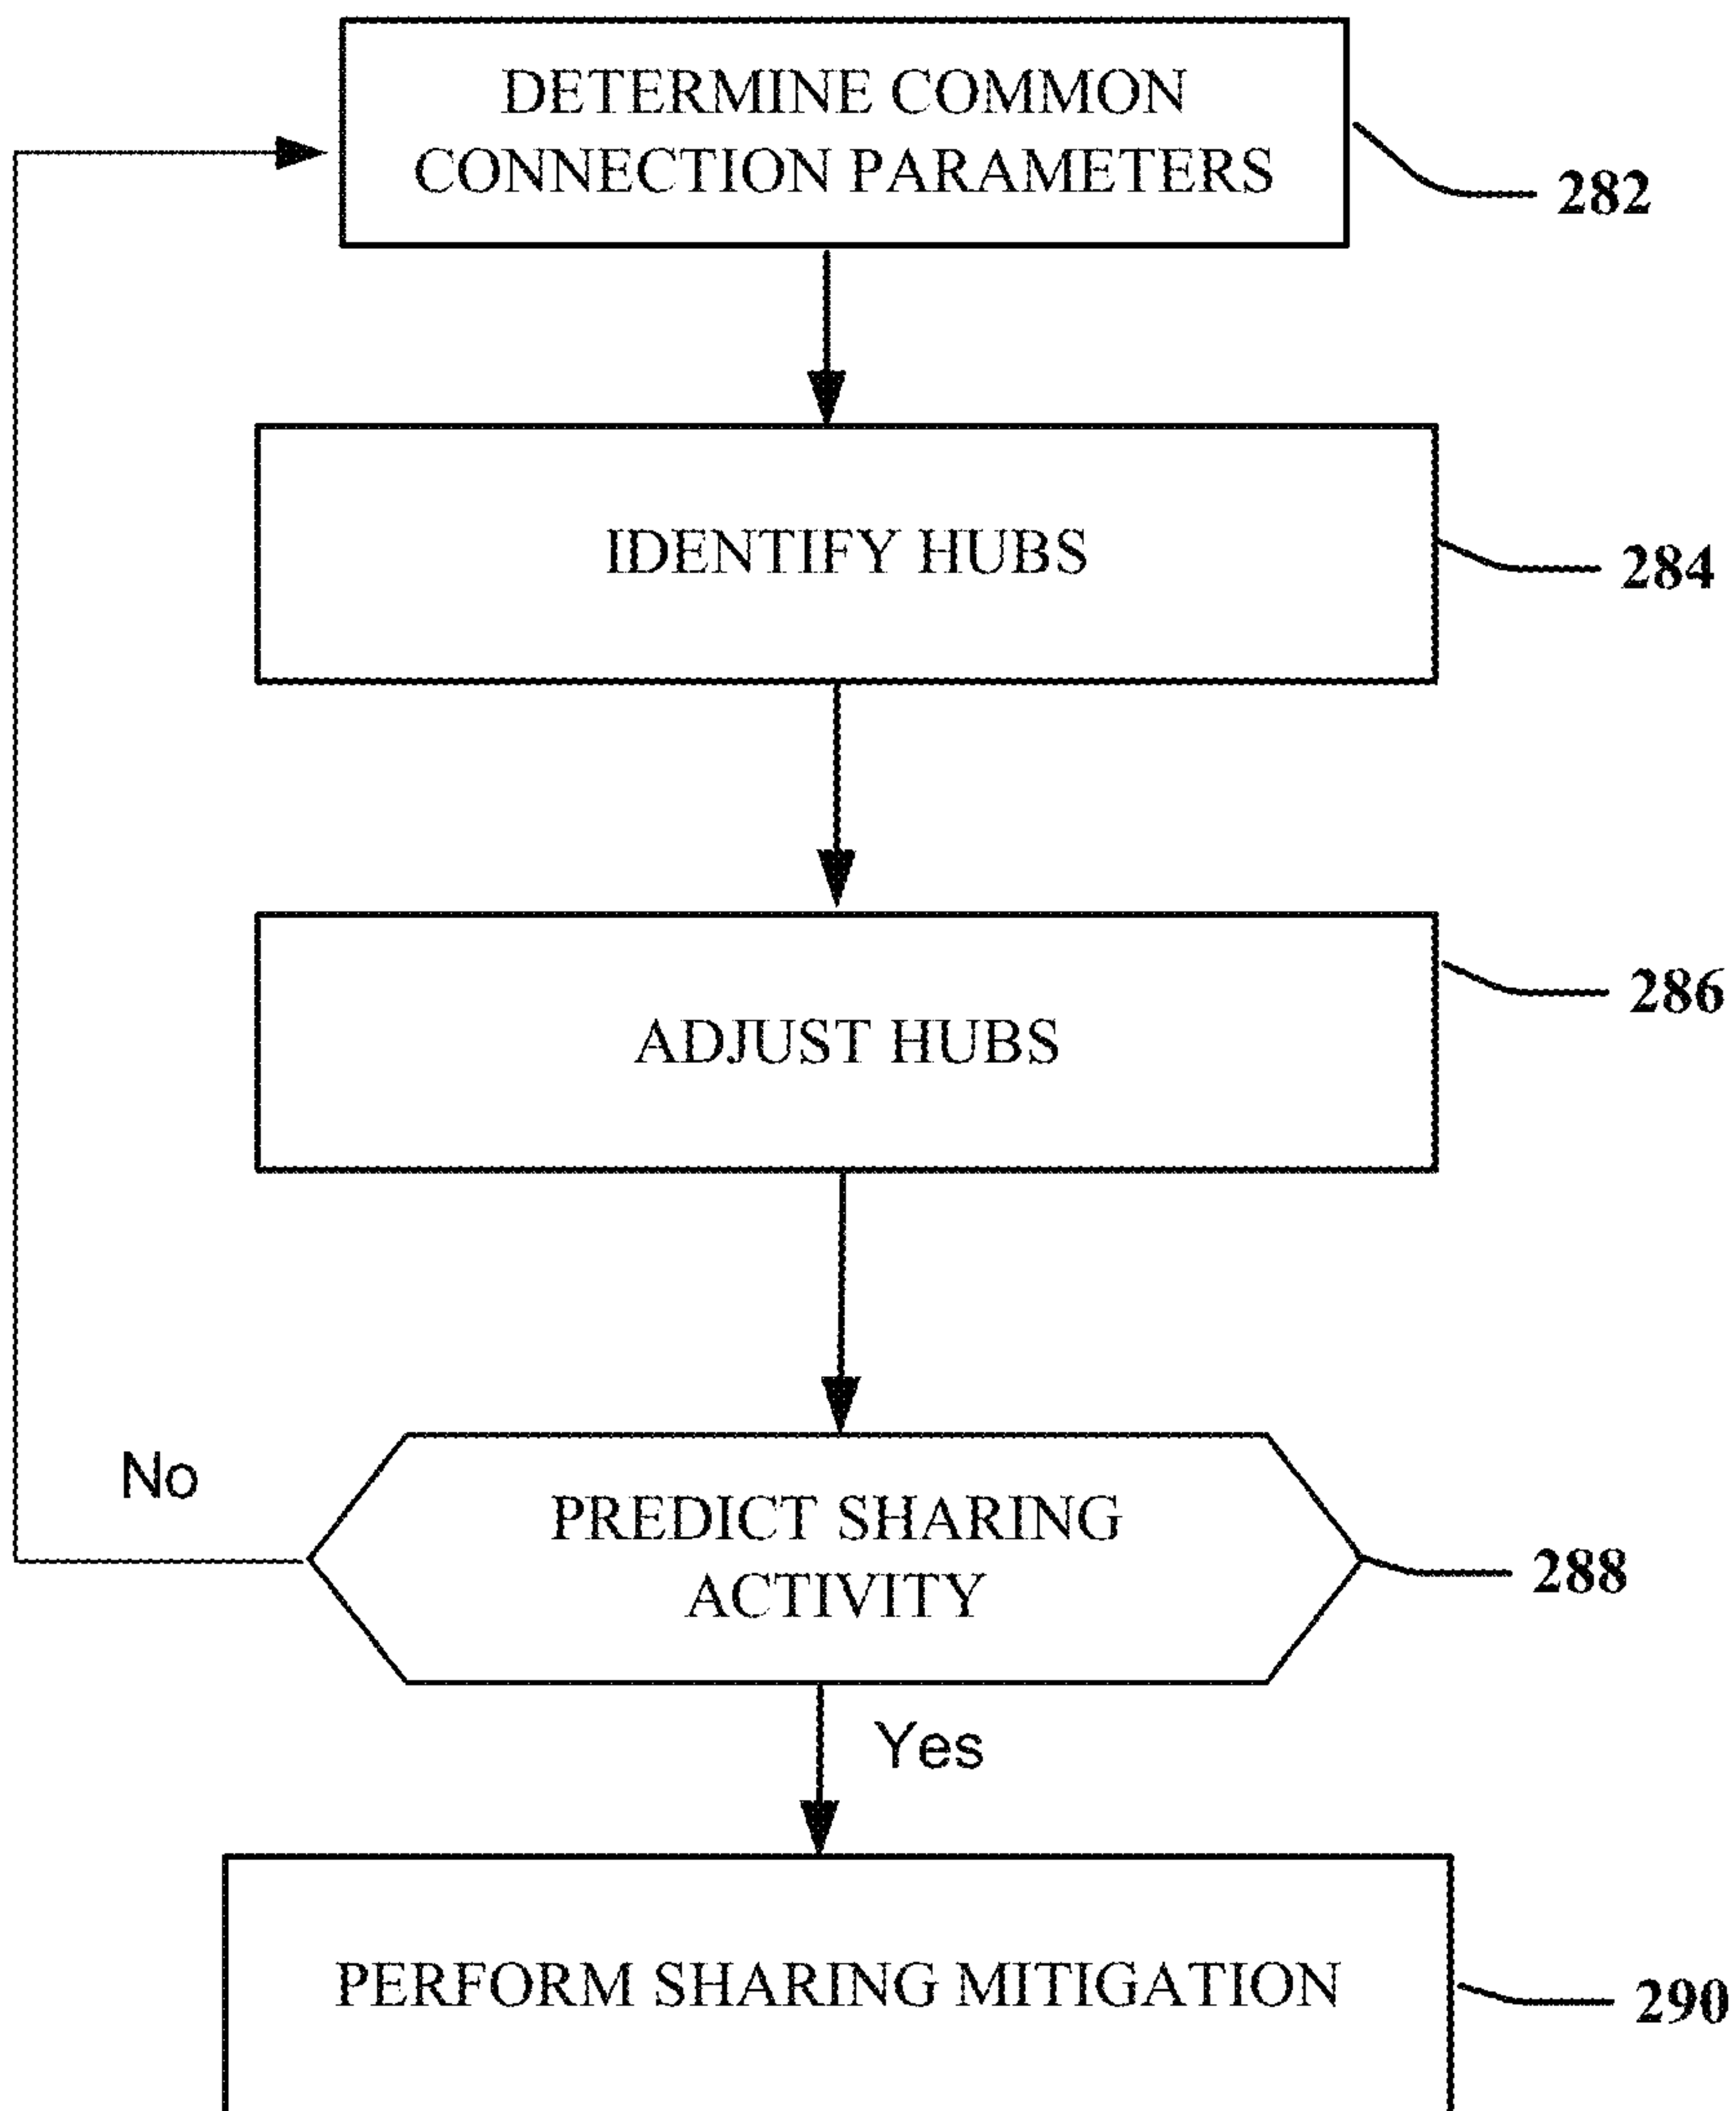 DETERMINE COMMON
CONNECTION PARAMETERS
282
IDENTIFY HUBS
284
ADJUST HUBS
286
No
PREDICT SHARING
ACTIVITY
288
Yes
PERFORM SHARING MITIGATION
290